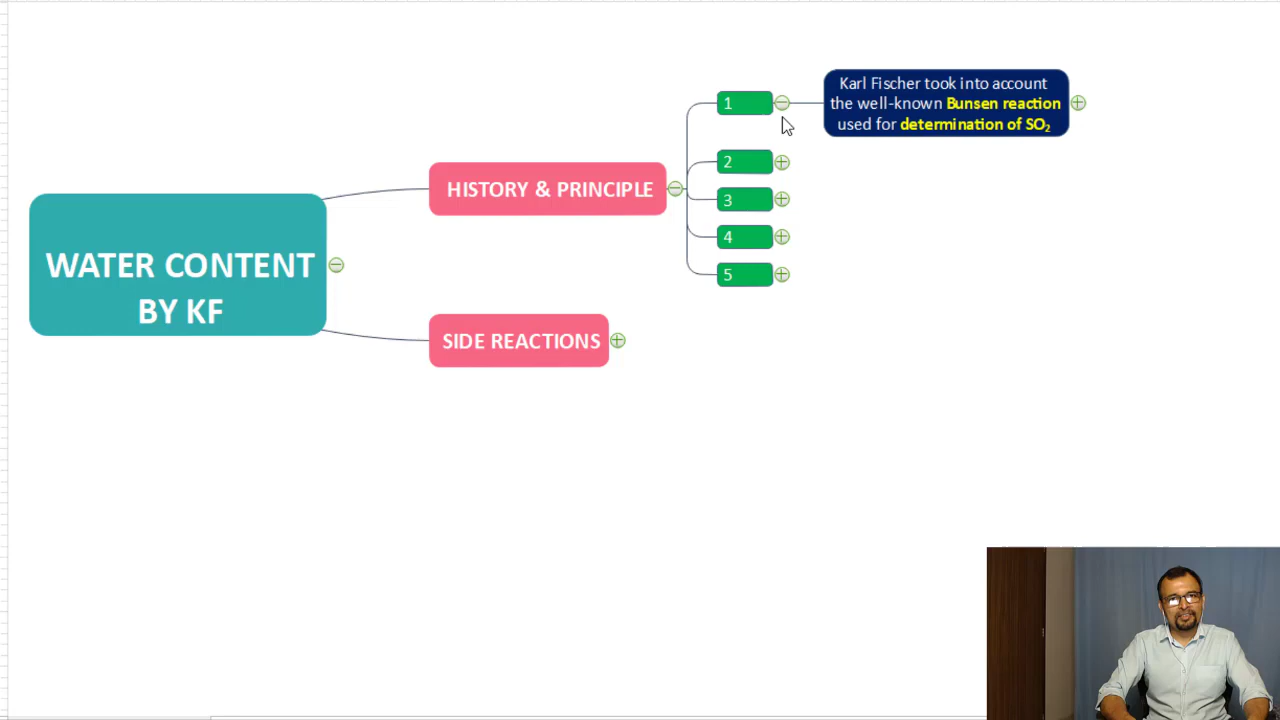 WATER CONTENT
BY KF
HISTORY & PRINCIPLE
1
Karl Fischer took into account
the well-known Bunsen reaction
used for determination of SO₂
2
3
4
5
SIDE REACTIONS